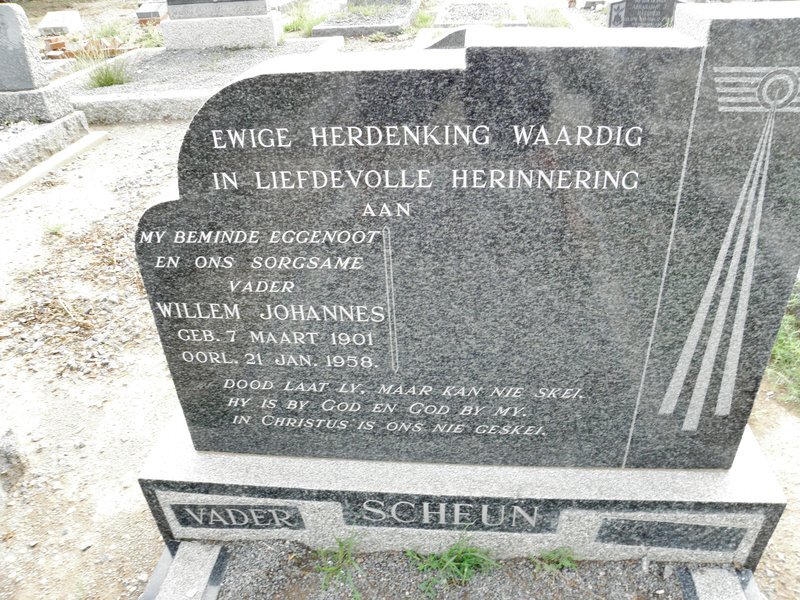 EWIGE HERDENKING WAARDIG
IN LIEFDEVOLLE HERINNERING
AAN
MY BEMINDE EGGENOOT
EN ONS SORGSAME
VADER
WILLEM JOHANNES
GEB. 7 MAART 1901
OORL. 21 JAN. 1958.
DOOD LAAT LY, MAAR KAN NIE SKEI.
HY IS BY GOD EN GOD BY MY.
IN CHRISTUS IS ONS NIE GESKEI.
VADER
SCHEUN